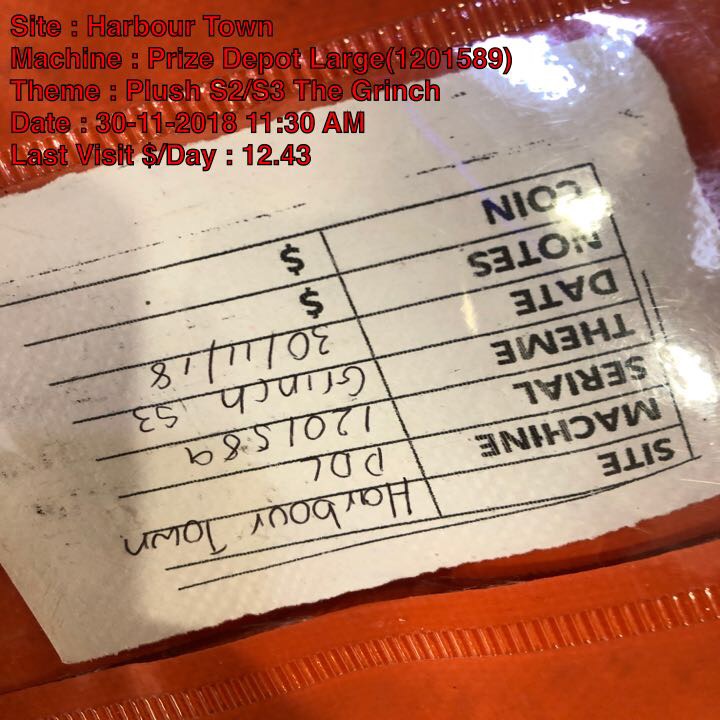 Site : Harbour Town
Machine : Prize Depot Large(1201589)
Theme : Plush S2/S3 The Grinch
Date : 30-11-2018 11:30 AM
Last Visit $/Day : 12.43
SITE Harbour Town
MACHINE PDL
SERIAL 1201589
THEME Grinch S3
DATE 30/11/18
NOTES $
COIN $